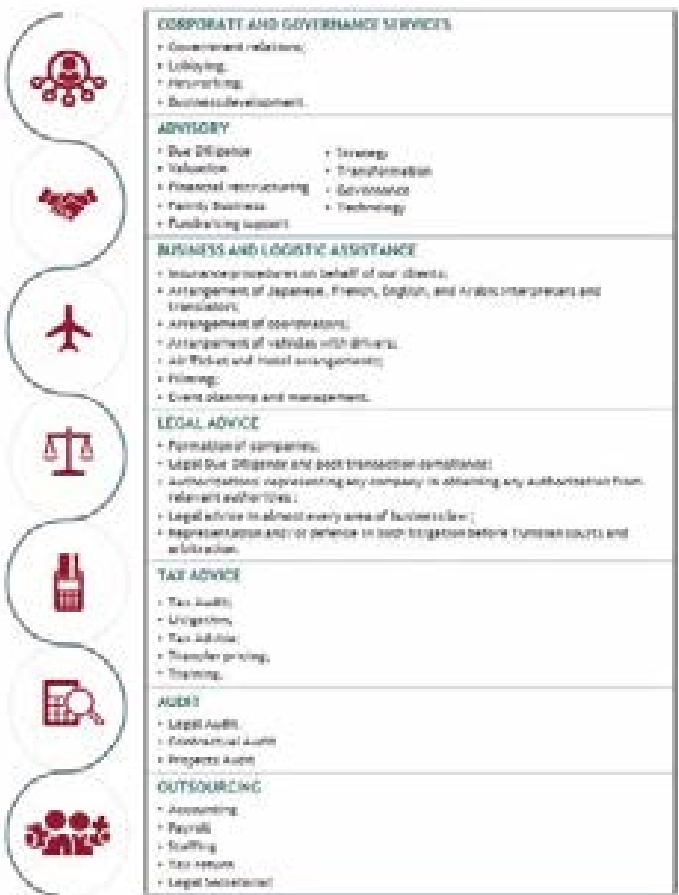 CORPORATE AND GOVERNANCE SERVICES
• Government relations;
• Lobbying;
• Networking;
• Business development.
ADVISORY
• Due Diligence
• Valuation
• Financial restructuring
• Family Business
• Fundraising support
• Strategy
• Transformation
• Governance
• Technology
BUSINESS AND LOGISTIC ASSISTANCE
• Insurance procedures on behalf of our clients;
• Arrangement of Japanese, French, English, and Arabic interpreters and
translators;
• Arrangement of coordinators;
• Arrangement of vehicles with drivers;
• Air Ticket and Hotel arrangements;
• Filming;
• Event planning and management.
LEGAL ADVICE
• Formation of companies;
• Legal Due Diligence and post transaction compliance;
• Authorizations: representing any company in obtaining any authorization from
relevant authorities;
• Legal advice in almost every area of business law;
• Representation and/or defence in both litigation before Tunisian courts and
arbitration.
TAX ADVICE
• Tax Audit;
• Litigation;
• Tax Advice;
• Transfer pricing;
• Training.
AUDIT
• Legal Audit
• Contractual Audit
• Projects Audit
OUTSOURCING
• Accounting
• Payroll
• Staffing
• Tax return
• Legal Secretariat